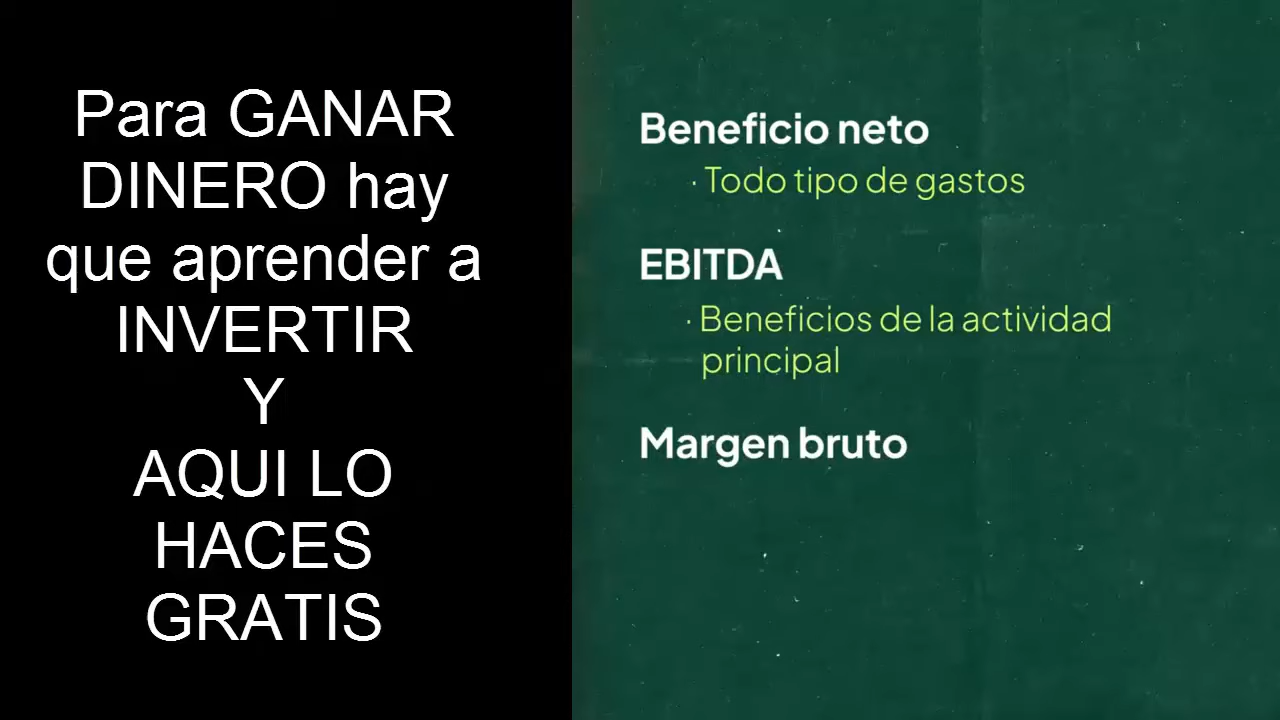 Para GANAR
DINERO hay
que aprender a
INVERTIR
Y
AQUI LO
HACES
GRATIS
Beneficio neto
· Todo tipo de gastos
EBITDA
· Beneficios de la actividad
principal
Margen bruto